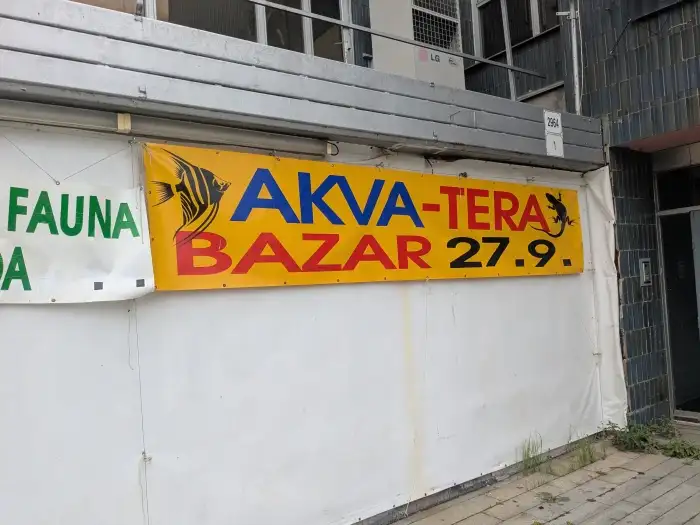 FAUNA
DA
AKVA-TERA
BAZAR 27.9.
2964
1
LG